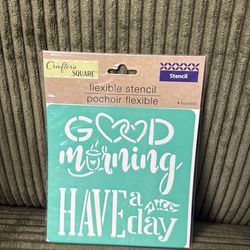 Crafter's
SQUARE
Stencil
flexible stencil
pochoir flexible
GOOD
morning
HAVE a nice day